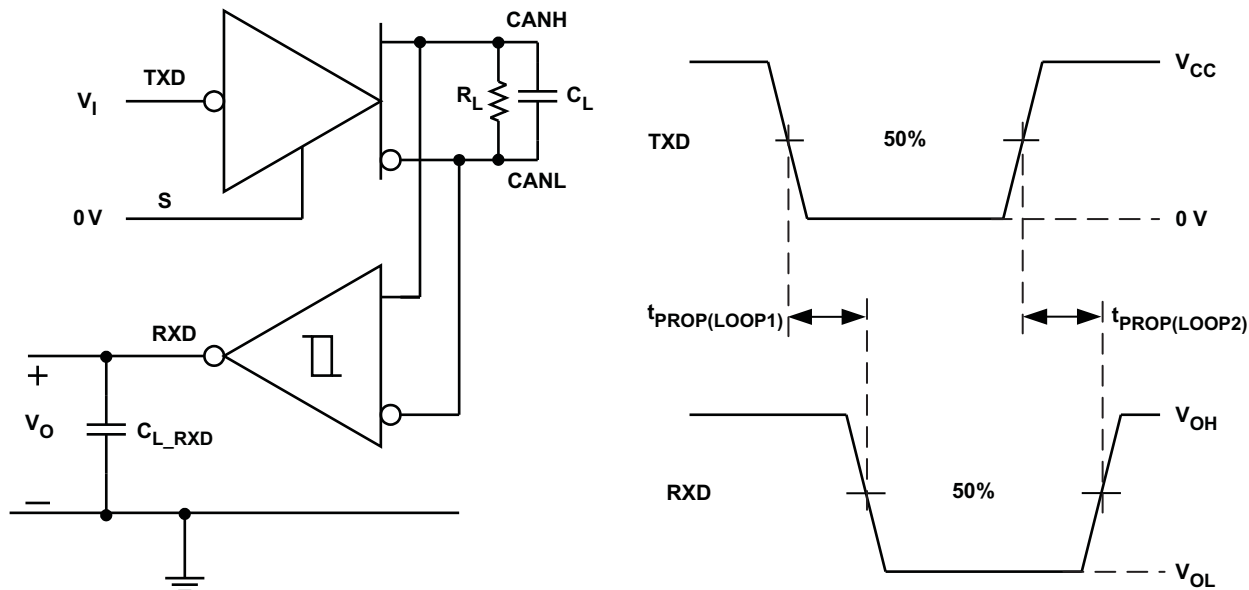 CANH
TXD
V_I
R_L
C_L
CANL
S
0 V
RXD
+
V_O
C_L_RXD
−
V_CC
TXD
50%
0 V
t_PROP(LOOP1)
t_PROP(LOOP2)
V_OH
RXD
50%
V_OL